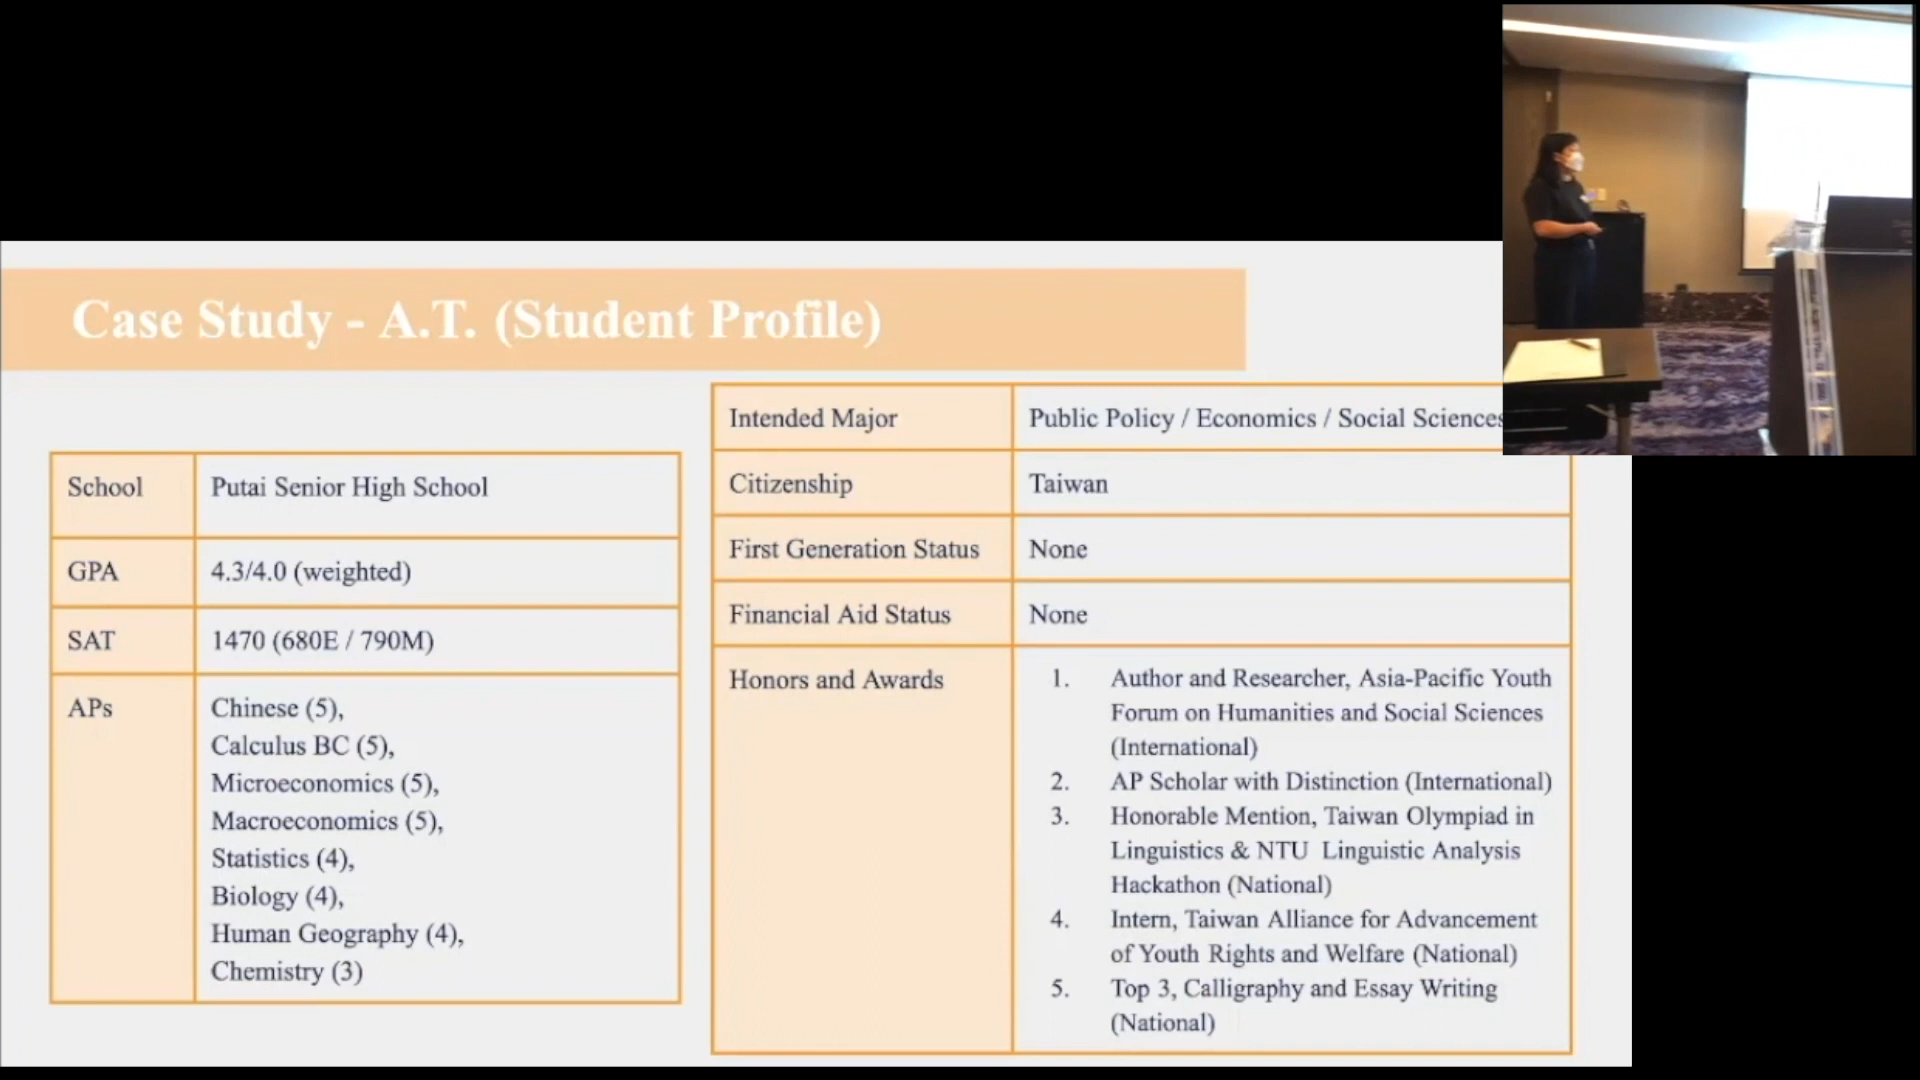 Case Study - A.T. (Student Profile)
School
Putai Senior High School
GPA
4.3/4.0 (weighted)
SAT
1470 (680E / 790M)
APs
Chinese (5),
Calculus BC (5),
Microeconomics (5),
Macroeconomics (5),
Statistics (4),
Biology (4),
Human Geography (4),
Chemistry (3)
Intended Major
Public Policy / Economics / Social Sciences
Citizenship
Taiwan
First Generation Status
None
Financial Aid Status
None
Honors and Awards
1. Author and Researcher, Asia-Pacific Youth
Forum on Humanities and Social Sciences
(International)
2. AP Scholar with Distinction (International)
3. Honorable Mention, Taiwan Olympiad in
Linguistics & NTU Linguistic Analysis
Hackathon (National)
4. Intern, Taiwan Alliance for Advancement
of Youth Rights and Welfare (National)
5. Top 3, Calligraphy and Essay Writing
(National)